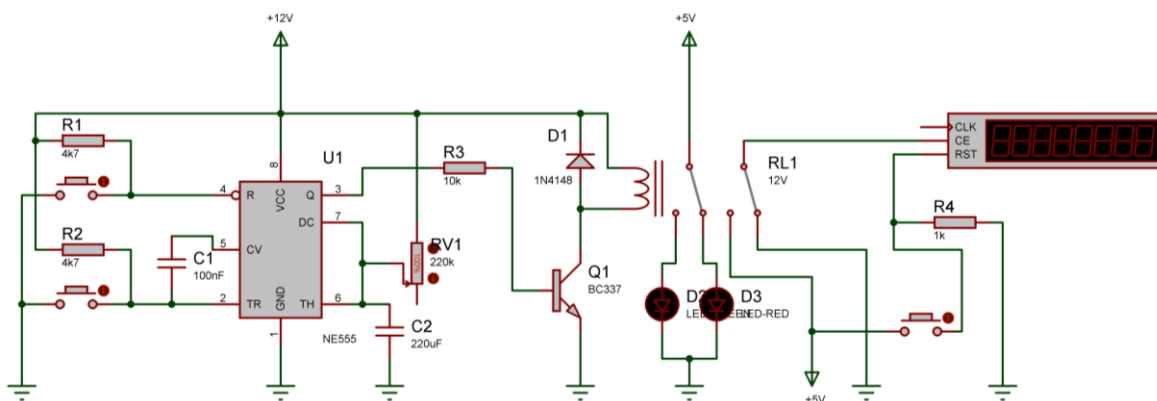 +12V
+5V
R1
4k7
U1
R3
10k
D1
1N4148
RL1
12V
CLK
CE
RST
8
VCC
4
R
Q
3
DC
7
R2
4k7
C1
100nF
5
CV
RV1
220k
100%
R4
1k
2
TR
GND
TH
6
1
NE555
C2
220uF
Q1
BC337
D2
D3
LED-RED
+5V